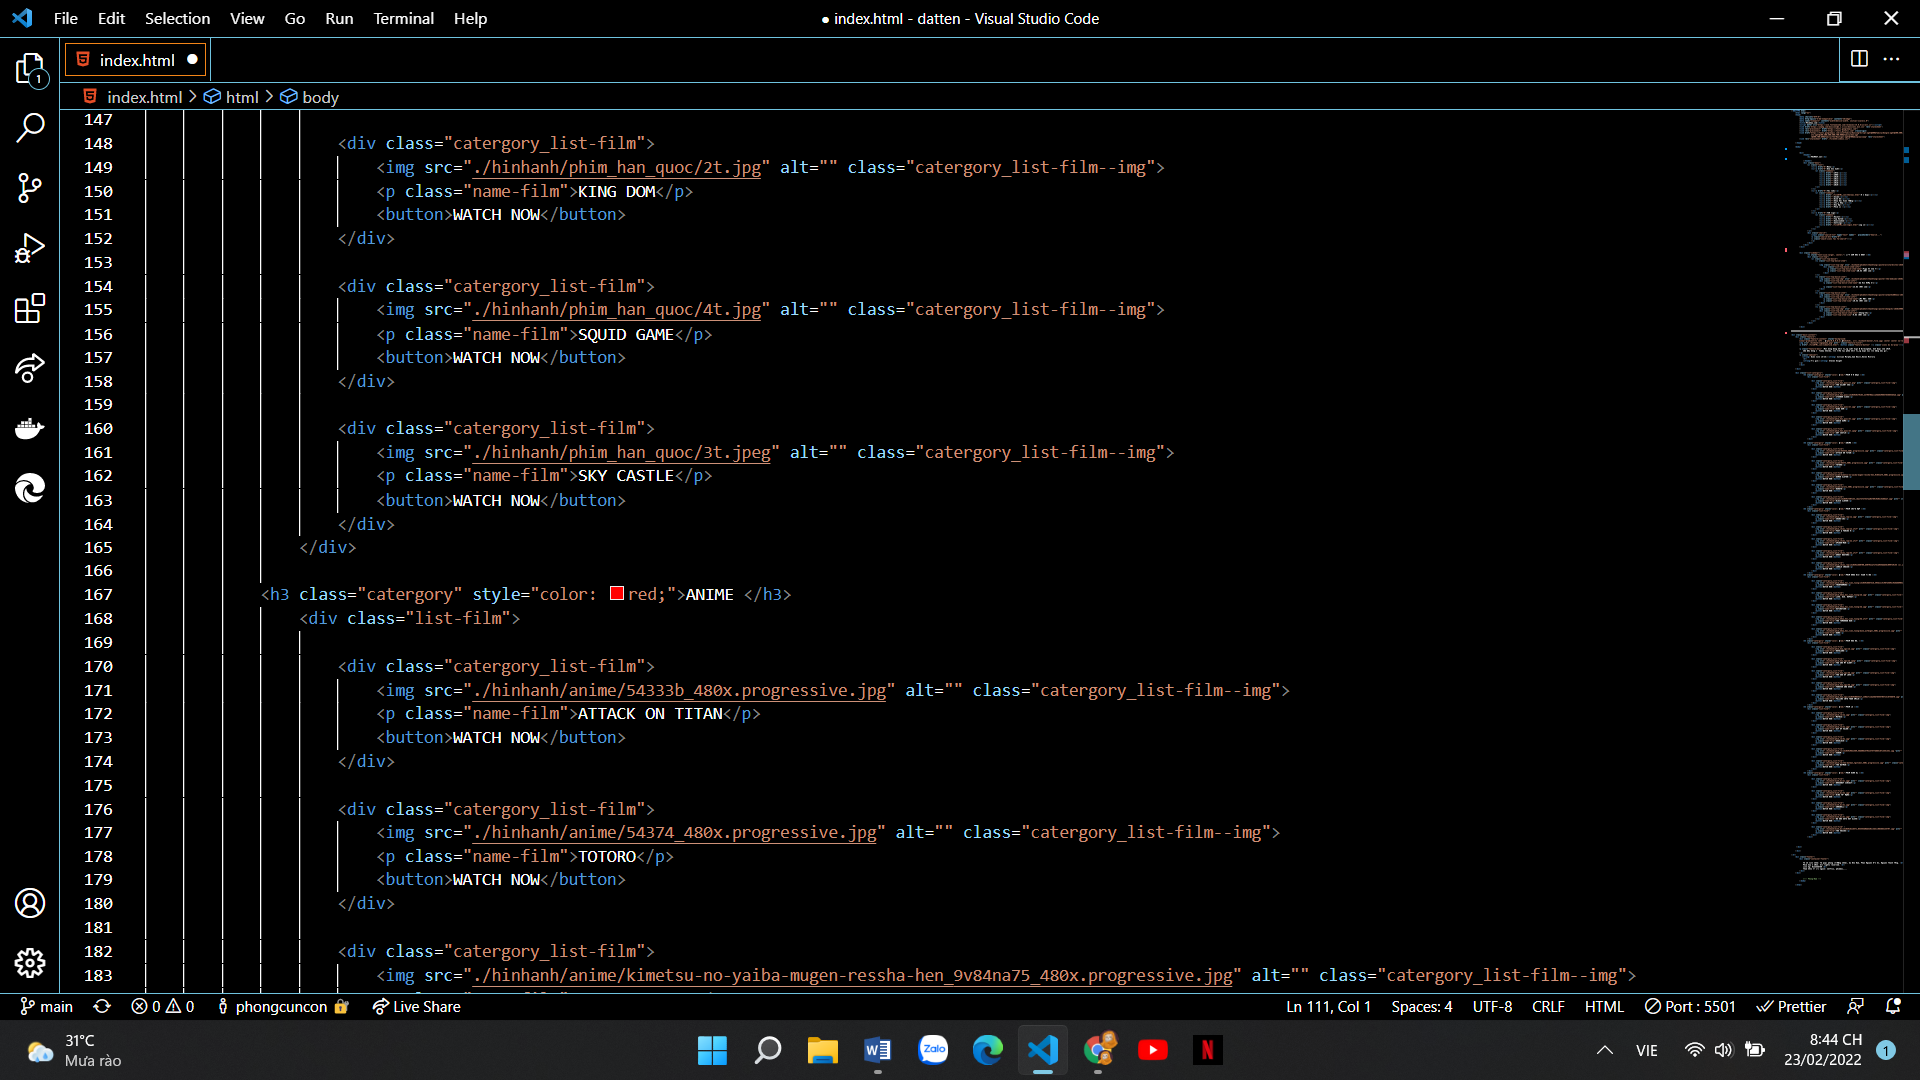 File Edit Selection View Go Run Terminal Help ● index.html - datten - Visual Studio Code
index.html ●
index.html > html > body
147
148 <div class="catergory_list-film">
149 <img src="./hinhanh/phim_han_quoc/2t.jpg" alt="" class="catergory_list-film--img">
150 <p class="name-film">KING DOM</p>
151 <button>WATCH NOW</button>
152 </div>
153
154 <div class="catergory_list-film">
155 <img src="./hinhanh/phim_han_quoc/4t.jpg" alt="" class="catergory_list-film--img">
156 <p class="name-film">SQUID GAME</p>
157 <button>WATCH NOW</button>
158 </div>
159
160 <div class="catergory_list-film">
161 <img src="./hinhanh/phim_han_quoc/3t.jpeg" alt="" class="catergory_list-film--img">
162 <p class="name-film">SKY CASTLE</p>
163 <button>WATCH NOW</button>
164 </div>
165 </div>
166
167 <h3 class="catergory" style="color: red;">ANIME </h3>
168 <div class="list-film">
169
170 <div class="catergory_list-film">
171 <img src="./hinhanh/anime/54333b_480x.progressive.jpg" alt="" class="catergory_list-film--img">
172 <p class="name-film">ATTACK ON TITAN</p>
173 <button>WATCH NOW</button>
174 </div>
175
176 <div class="catergory_list-film">
177 <img src="./hinhanh/anime/54374_480x.progressive.jpg" alt="" class="catergory_list-film--img">
178 <p class="name-film">TOTORO</p>
179 <button>WATCH NOW</button>
180 </div>
181
182 <div class="catergory_list-film">
183 <img src="./hinhanh/anime/kimetsu-no-yaiba-mugen-ressha-hen_9v84na75_480x.progressive.jpg" alt="" class="catergory_list-film--img">
main 0 0 phongcuncon Live Share Ln 111, Col 1 Spaces: 4 UTF-8 CRLF HTML Port : 5501 Prettier
31°C
Mưa rào
Zalo
VIE
8:44 CH
23/02/2022
1